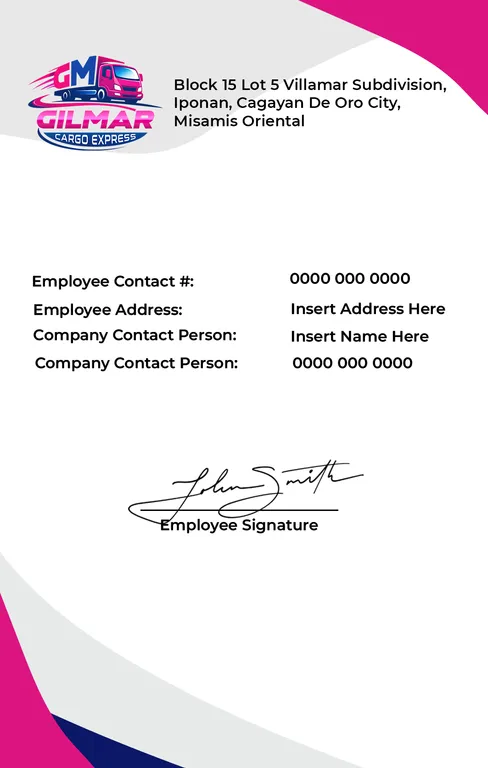 GM
GILMAR
CARGO EXPRESS
Block 15 Lot 5 Villamar Subdivision,
Iponan, Cagayan De Oro City,
Misamis Oriental
Employee Contact #: 0000 000 0000
Employee Address: Insert Address Here
Company Contact Person: Insert Name Here
Company Contact Person: 0000 000 0000
John Smith
Employee Signature